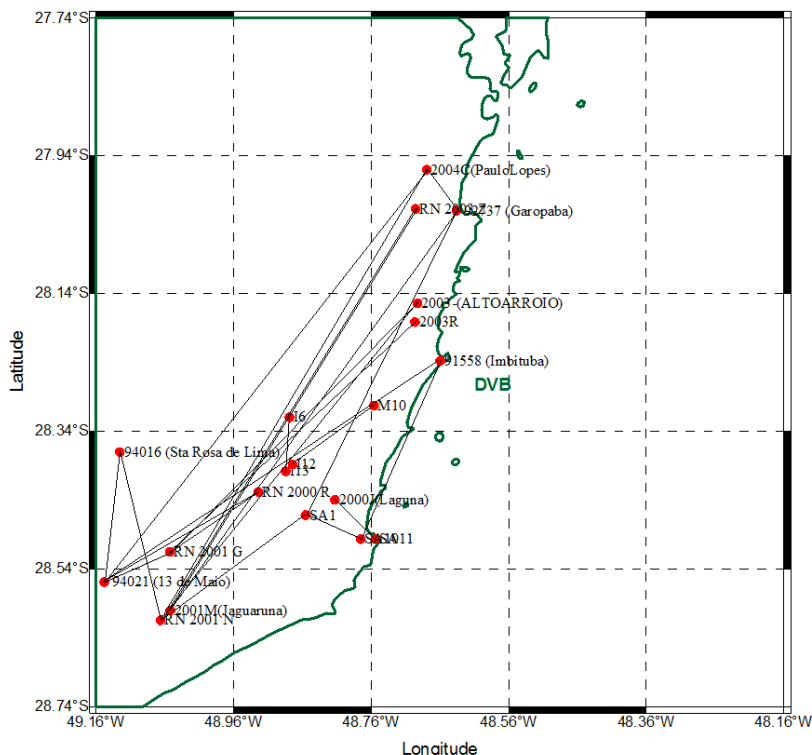 27.74°S
27.94°S
2004C(PauloLopes)
92737 (Garopaba)
28.14°S
2003-(ALTOARROIO)
2003R
91558 (Imbituba)
DVB
M10
28.34°S
I6
94016 (Sta Rosa de Lima)
I12
I13
RN 2000 R
2000J(Laguna)
SA1
28.54°S
RN 2001 G
94021 (13 de Maio)
2001M(Jaguaruna)
RN 2001 N
28.74°S
49.16°W 48.96°W 48.76°W 48.56°W 48.36°W 48.16°W
Latitude
Longitude